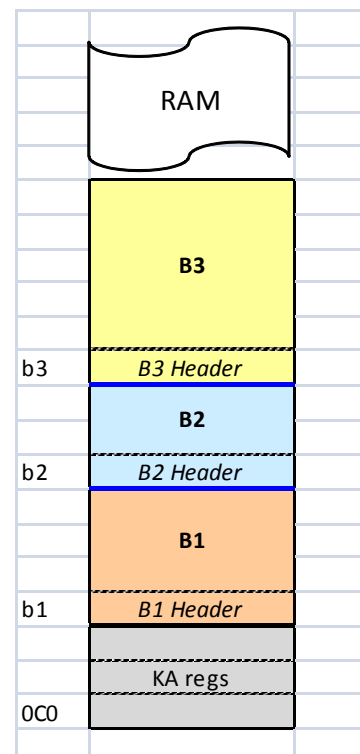 RAM
B3
b3 B3 Header
B2
b2 B2 Header
B1
b1 B1 Header
KA regs
0C0